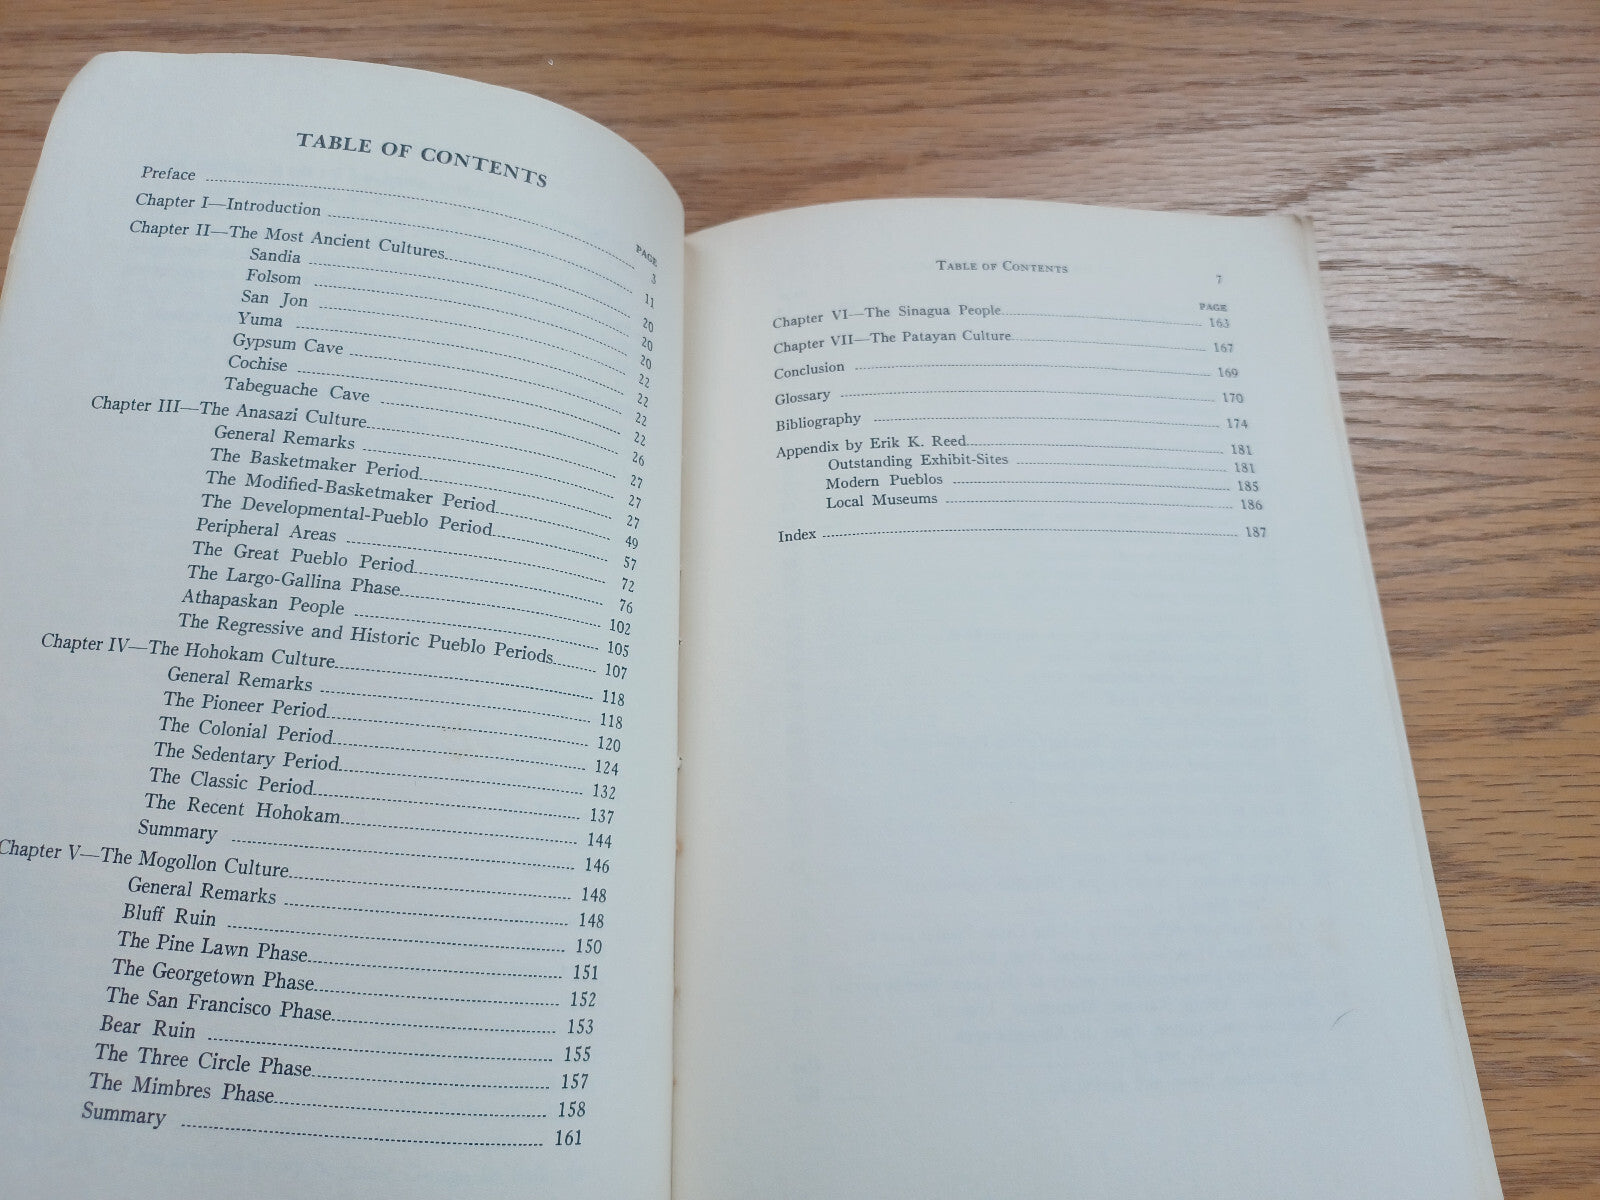 TABLE OF CONTENTS
PAGE
Preface 3
Chapter I—Introduction 11
Chapter II—The Most Ancient Cultures 20
Sandia 20
Folsom 20
San Jon 22
Yuma 22
Gypsum Cave 22
Cochise 22
Tabeguache Cave 26
Chapter III—The Anasazi Culture 27
General Remarks 27
The Basketmaker Period 27
The Modified-Basketmaker Period 49
The Developmental-Pueblo Period 57
Peripheral Areas 72
The Great Pueblo Period 76
The Largo-Gallina Phase 102
Athapaskan People 105
The Regressive and Historic Pueblo Periods 107
Chapter IV—The Hohokam Culture 118
General Remarks 118
The Pioneer Period 120
The Colonial Period 124
The Sedentary Period 132
The Classic Period 137
The Recent Hohokam 144
Summary 146
Chapter V—The Mogollon Culture 148
General Remarks 148
Bluff Ruin 150
The Pine Lawn Phase 151
The Georgetown Phase 152
The San Francisco Phase 153
Bear Ruin 155
The Three Circle Phase 157
The Mimbres Phase 158
Summary 161
Table of Contents 7
PAGE
Chapter VI—The Sinagua People 163
Chapter VII—The Patayan Culture 167
Conclusion 169
Glossary 170
Bibliography 174
Appendix by Erik K. Reed 181
Outstanding Exhibit-Sites 181
Modern Pueblos 185
Local Museums 186
Index 187